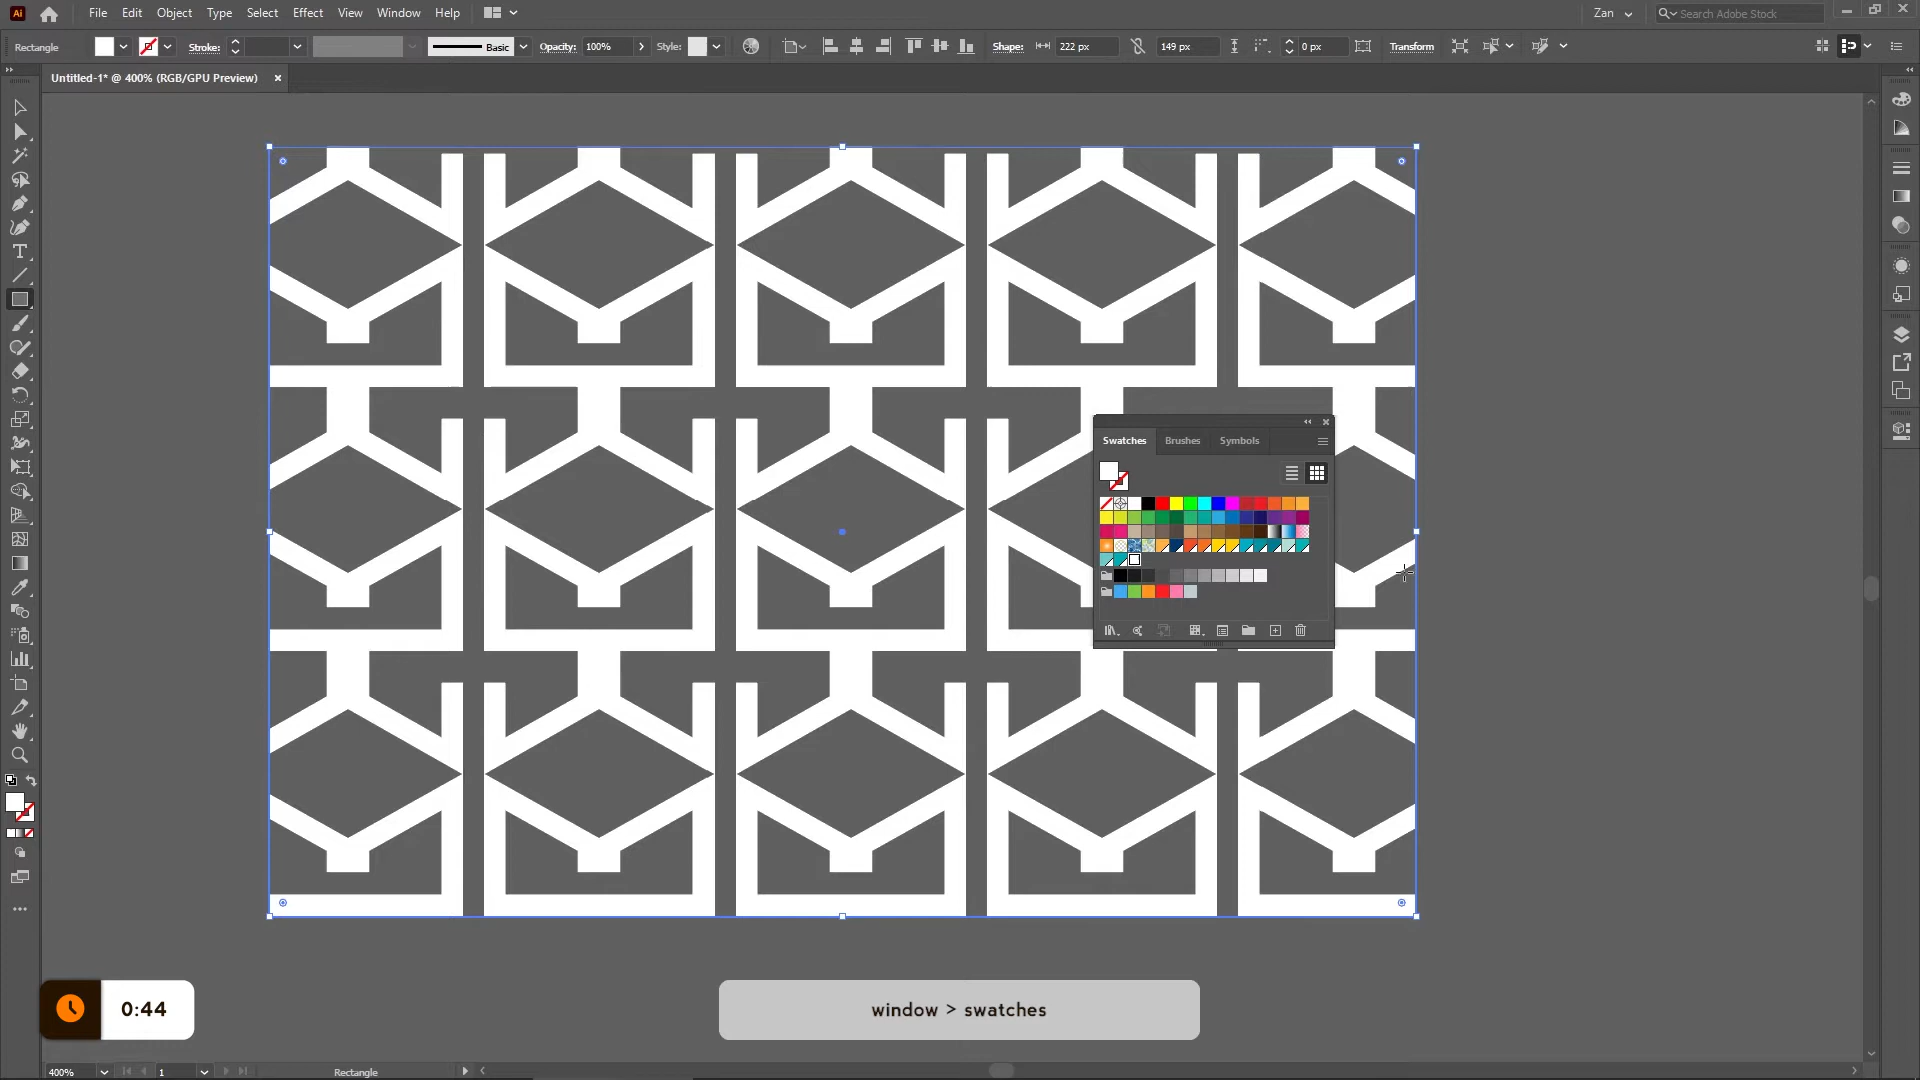 Ai File Edit Object Type Select Effect View Window Help Zan Search Adobe Stock
Rectangle Stroke: Basic Opacity: 100% Style: Shape: 222 px 149 px 0 px Transform
Untitled-1* @ 400% (RGB/GPU Preview)
Swatches Brushes Symbols
0:44
window > swatches
400% 1 Rectangle